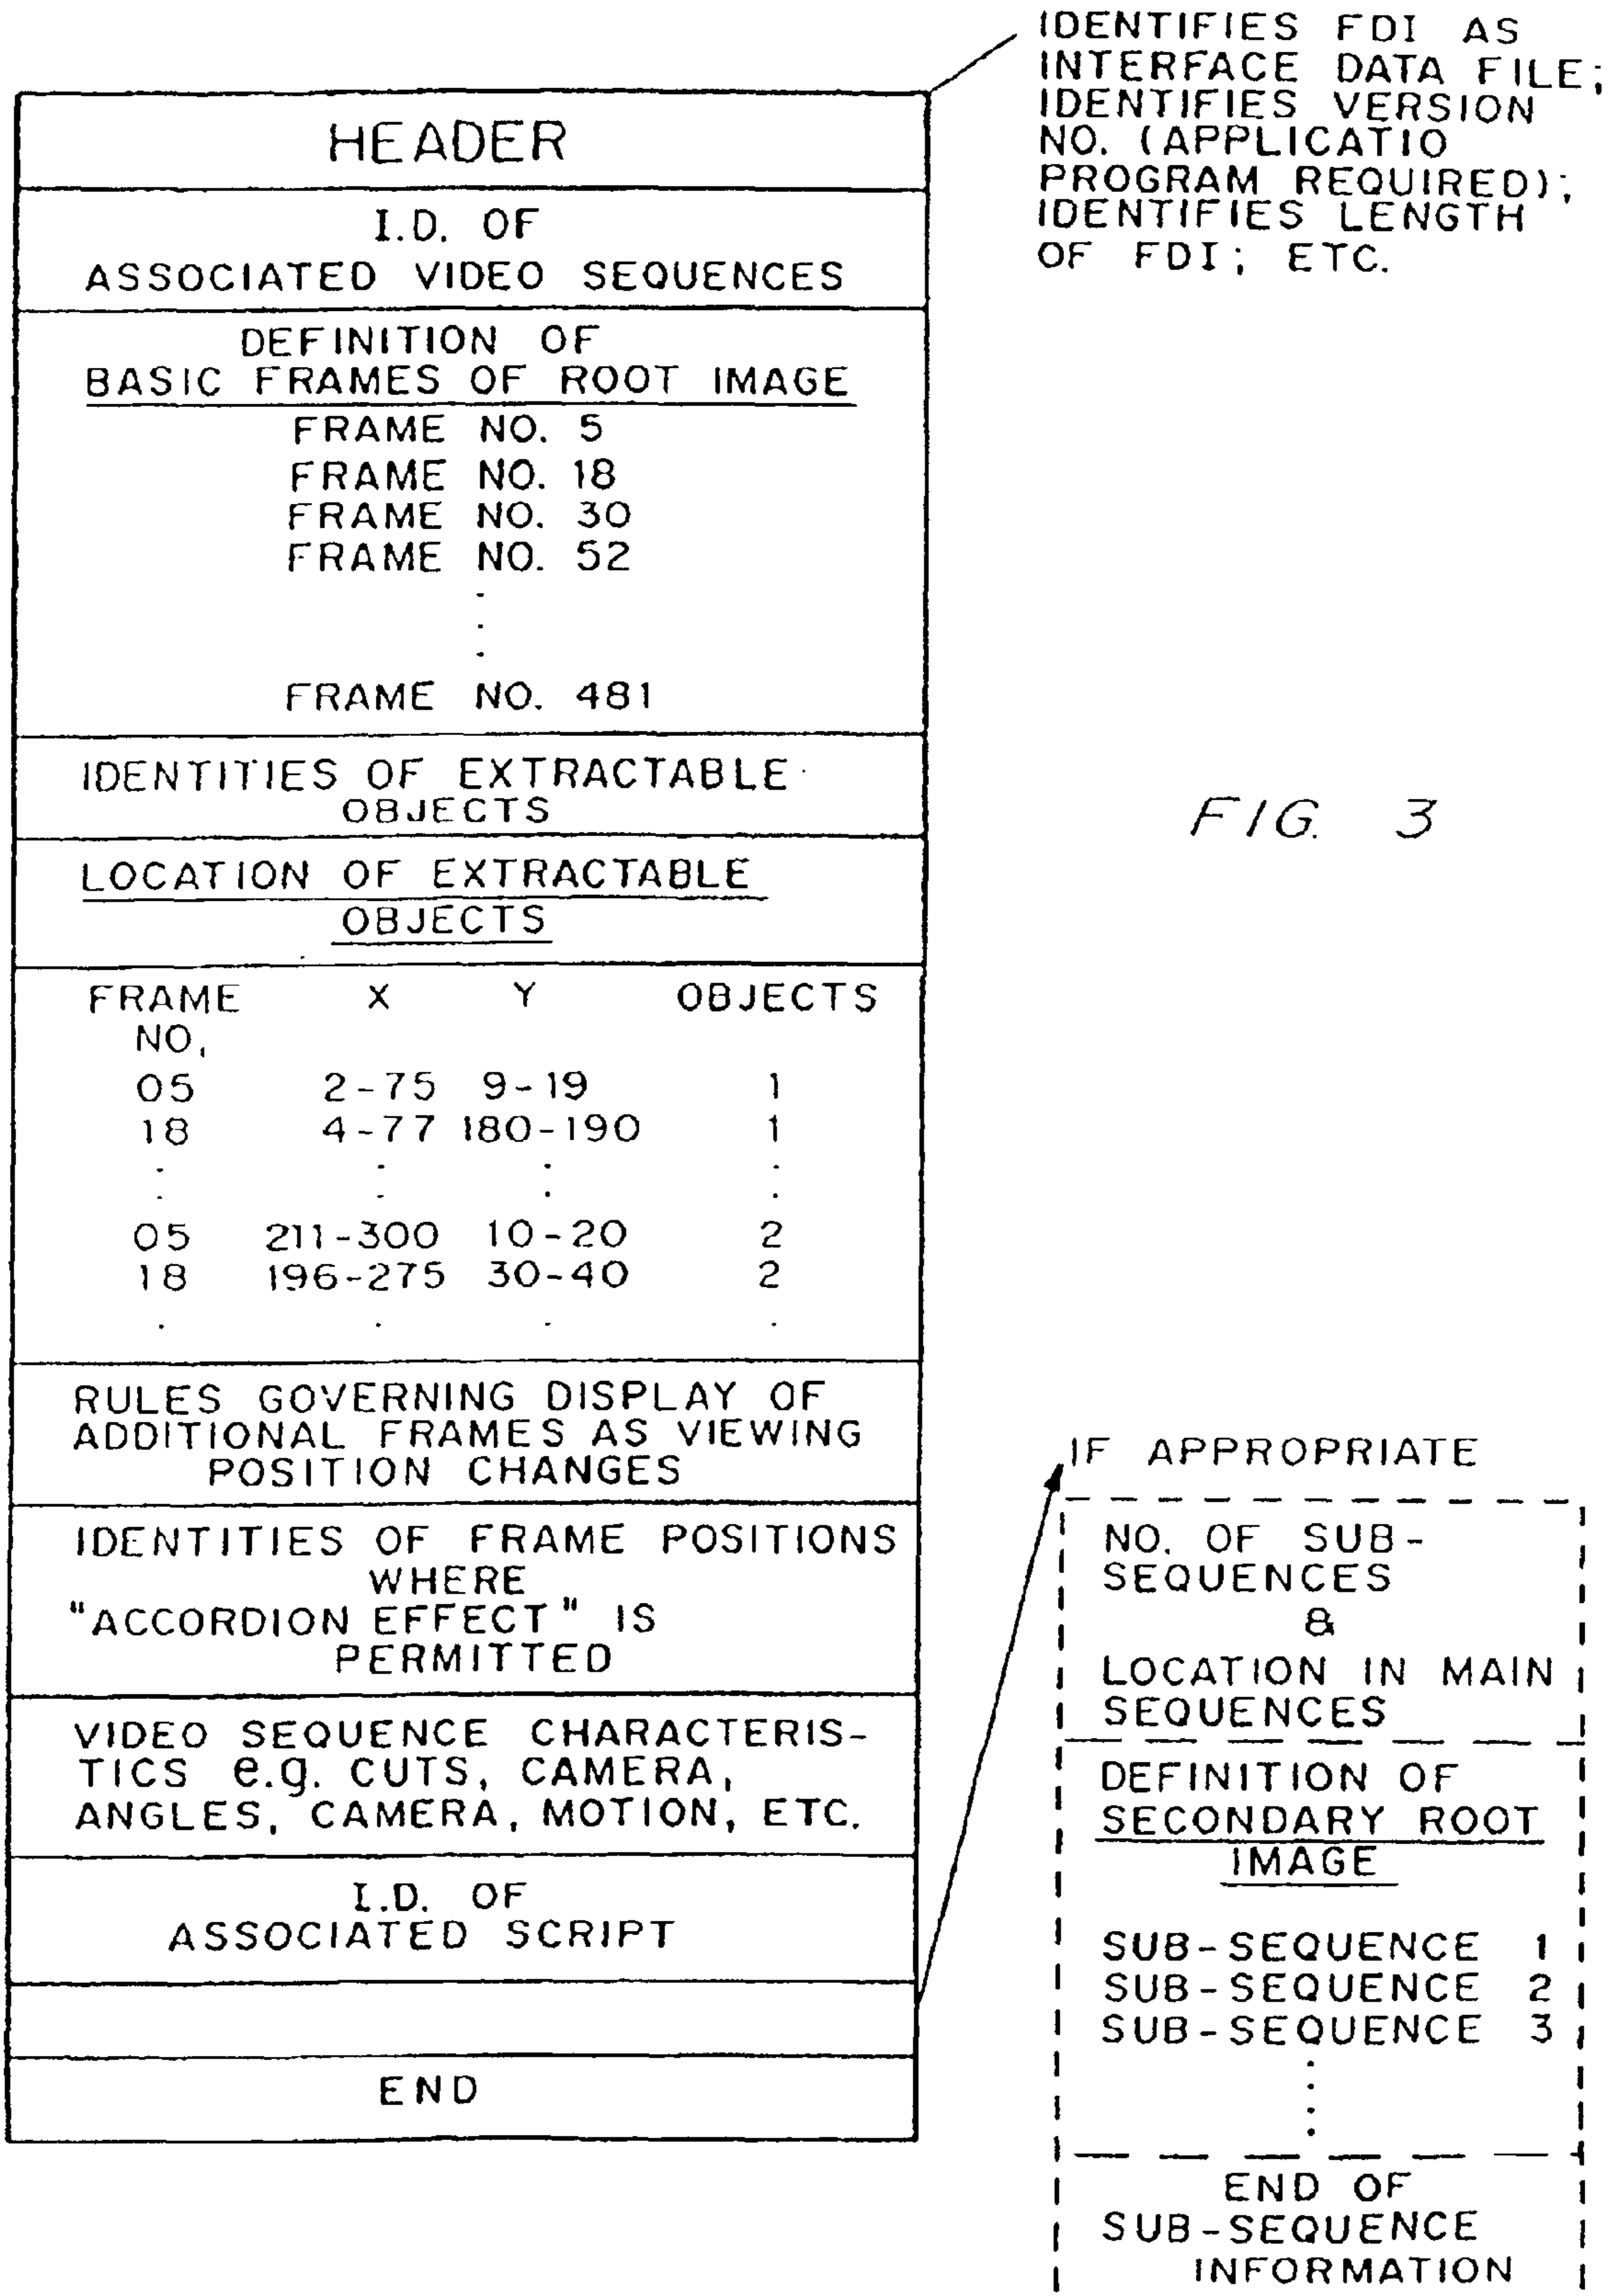 IDENTIFIES FDI AS
INTERFACE DATA FILE;
IDENTIFIES VERSION
NO. (APPLICATIO
PROGRAM REQUIRED);
IDENTIFIES LENGTH
OF FDI; ETC.
HEADER
I.D. OF
ASSOCIATED VIDEO SEQUENCES
DEFINITION OF
BASIC FRAMES OF ROOT IMAGE
FRAME NO. 5
FRAME NO. 18
FRAME NO. 30
FRAME NO. 52
.
.
.
FRAME NO. 481
IDENTITIES OF EXTRACTABLE
OBJECTS
FIG. 3
LOCATION OF EXTRACTABLE
OBJECTS
FRAME X Y OBJECTS
NO.
05 2-75 9-19 1
18 4-77 180-190 1
. . . .
. . . .
05 211-300 10-20 2
18 196-275 30-40 2
. . . .
RULES GOVERNING DISPLAY OF
ADDITIONAL FRAMES AS VIEWING
POSITION CHANGES
IDENTITIES OF FRAME POSITIONS
WHERE
"ACCORDION EFFECT" IS
PERMITTED
VIDEO SEQUENCE CHARACTERIS-
TICS e.g. CUTS, CAMERA,
ANGLES, CAMERA, MOTION, ETC.
I.D. OF
ASSOCIATED SCRIPT
END
IF APPROPRIATE
NO. OF SUB-
SEQUENCES
&
LOCATION IN MAIN
SEQUENCES
DEFINITION OF
SECONDARY ROOT
IMAGE
SUB-SEQUENCE 1
SUB-SEQUENCE 2
SUB-SEQUENCE 3
.
.
.
.
END OF
SUB-SEQUENCE
INFORMATION